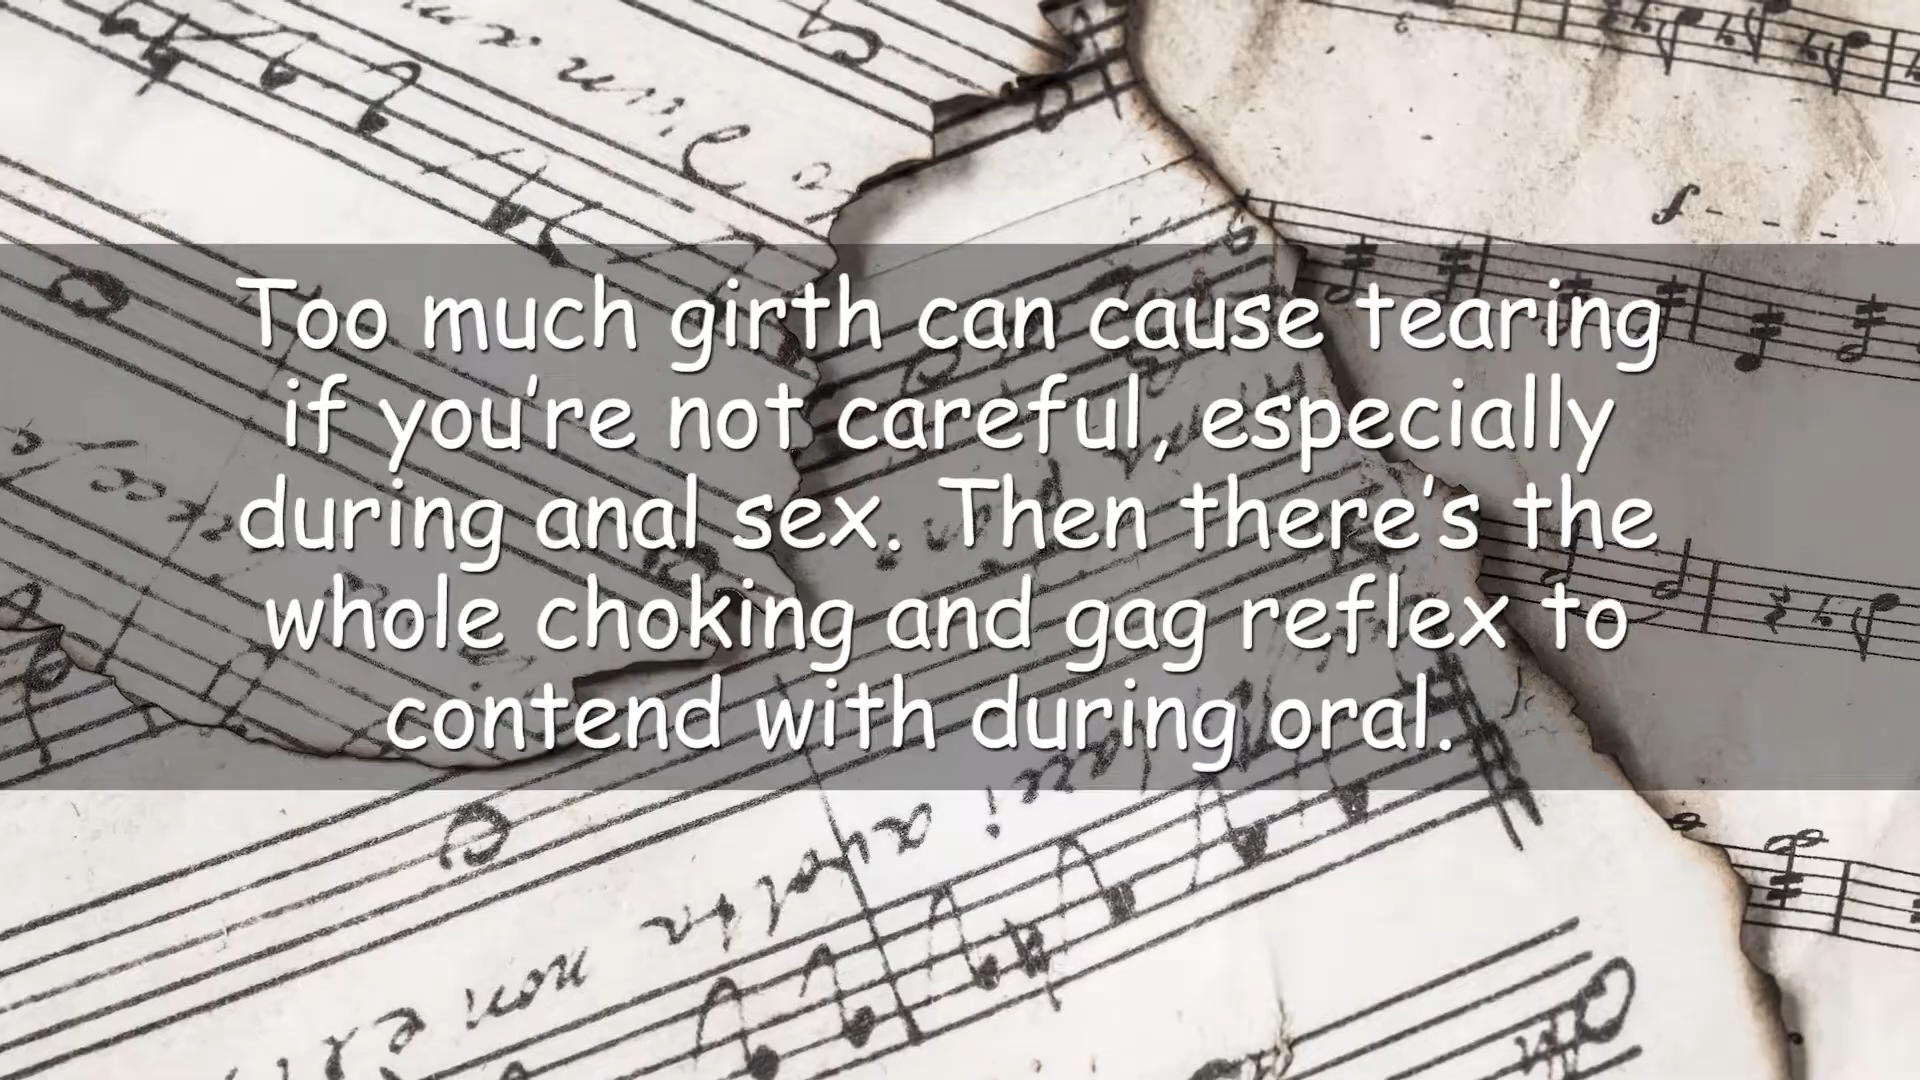 Too much girth can cause tearing
if you're not careful, especially
during anal sex. Then there's the
whole choking and gag reflex to
contend with during oral.